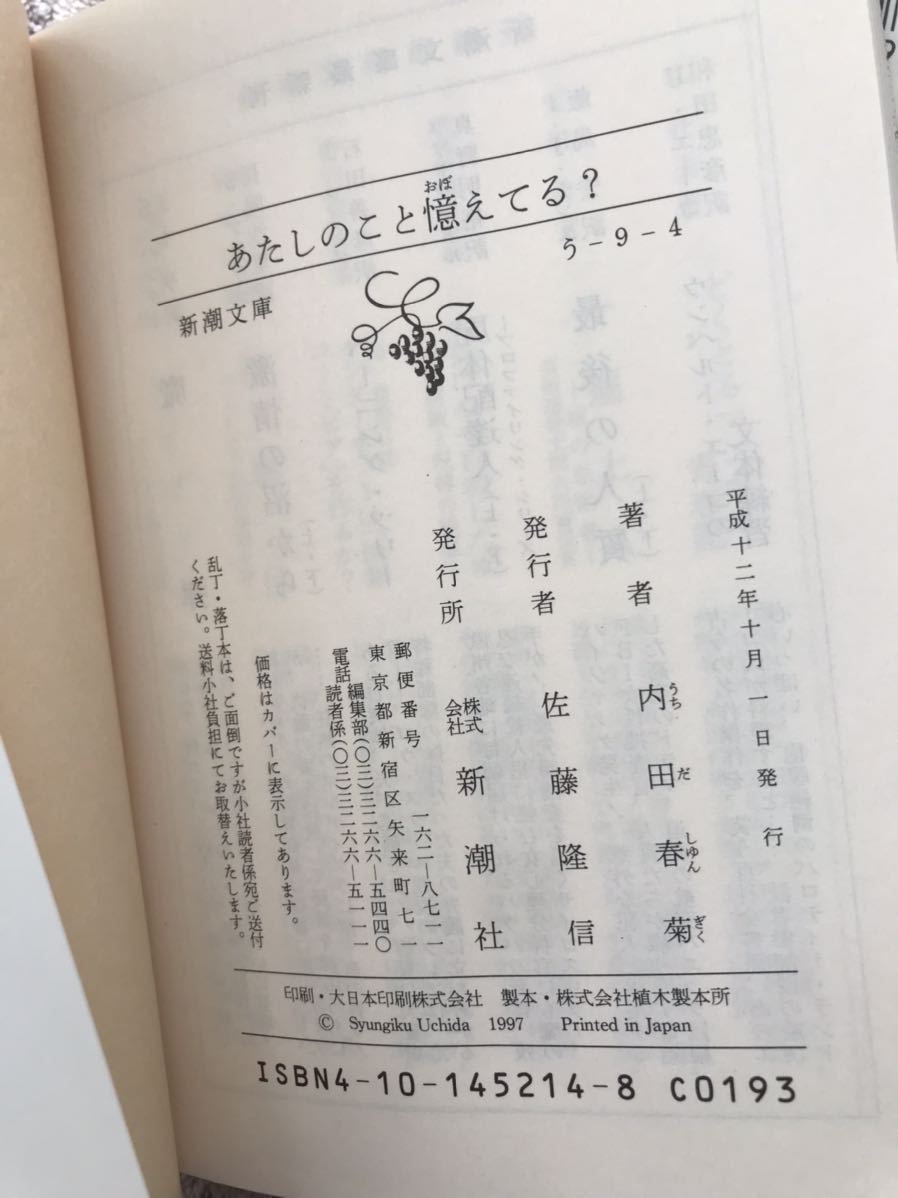 あたしのこと憶えてる？
おぼ
新潮文庫
う-9-4
平成十二年十月一日発行
著者 内田春菊
うちだしゅんぎく
発行者 佐藤隆信
発行所 株式会社 新潮社
郵便番号 一六二―八七一一
東京都新宿区矢来町七一
電話 編集部(〇三)三二六六―五四四〇
読者係(〇三)三二六六―五一一一
価格はカバーに表示してあります。
乱丁・落丁本は、ご面倒ですが小社読者係宛ご送付
ください。送料小社負担にてお取替えいたします。
印刷・大日本印刷株式会社 製本・株式会社植木製本所
© Syungiku Uchida 1997 Printed in Japan
ISBN4-10-145214-8 C0193